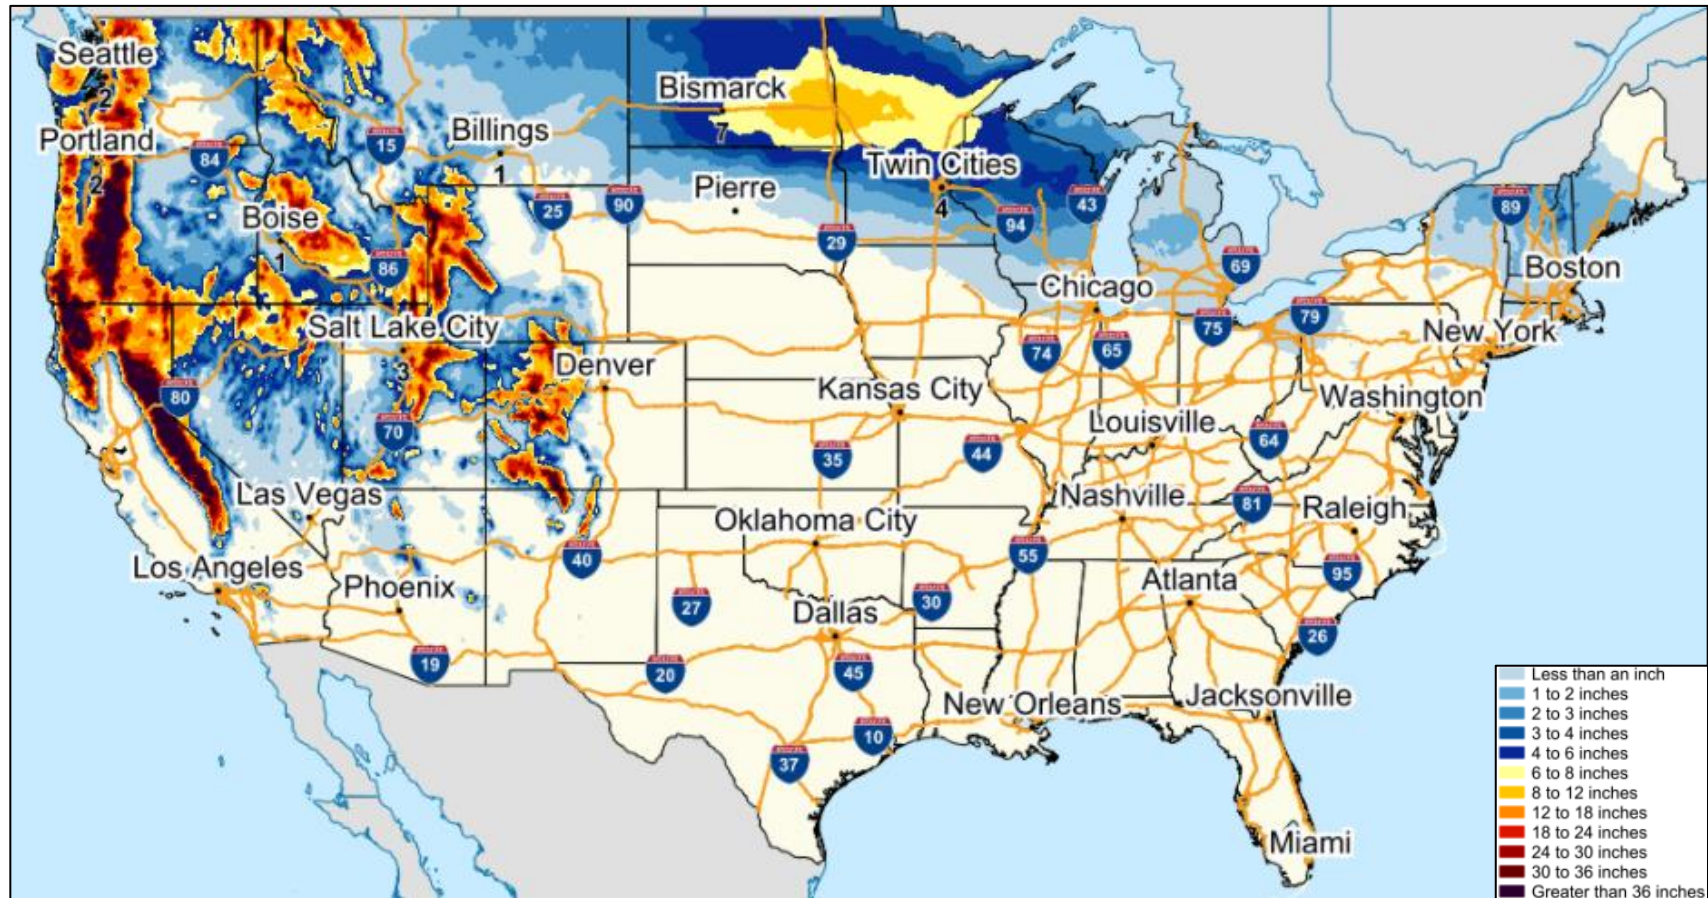 Seattle
2
Bismarck
7
Portland
2
Billings
1
15
84
Twin Cities
4
Pierre
Boise
1
25
90
43
94
89
29
86
69
Boston
Chicago
Salt Lake City
3
79
75
New York
74
65
Denver
80
Kansas City
Washington
70
Louisville
64
35
44
Las Vegas
Nashville
81
Raleigh
Oklahoma City
40
55
Los Angeles
Phoenix
95
Atlanta
27
30
Dallas
26
19
20
45
New Orleans
Jacksonville
10
37
Miami
Less than an inch
1 to 2 inches
2 to 3 inches
3 to 4 inches
4 to 6 inches
6 to 8 inches
8 to 12 inches
12 to 18 inches
18 to 24 inches
24 to 30 inches
30 to 36 inches
Greater than 36 inches